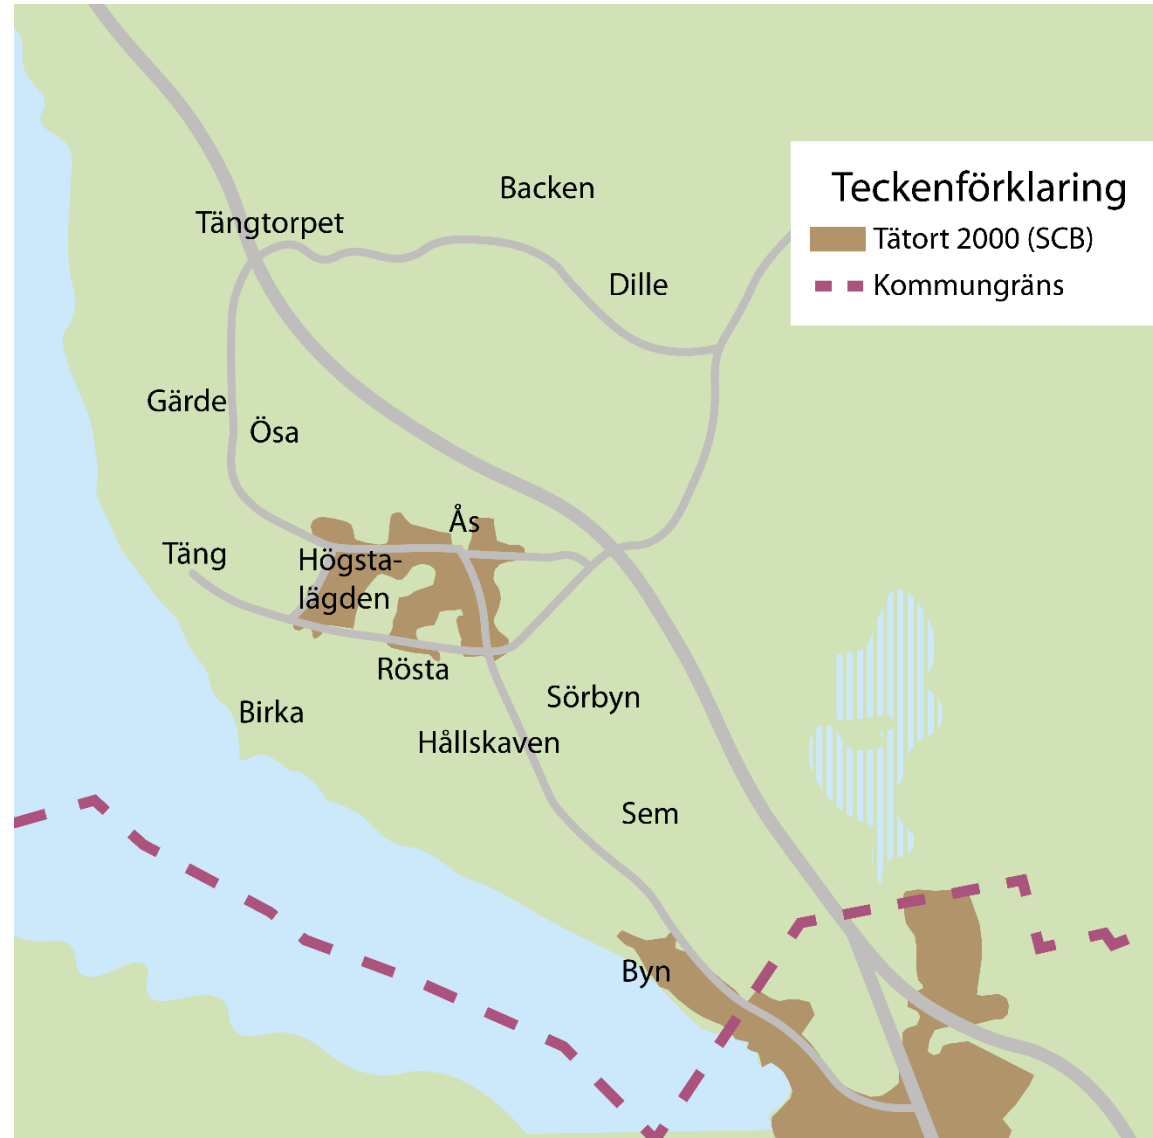 Teckenförklaring
Tätort 2000 (SCB)
Kommungräns
Backen
Tängtorpet
Dille
Gärde
Ösa
Ås
Täng
Högsta-
lägden
Rösta
Sörbyn
Birka
Hållskaven
Sem
Byn